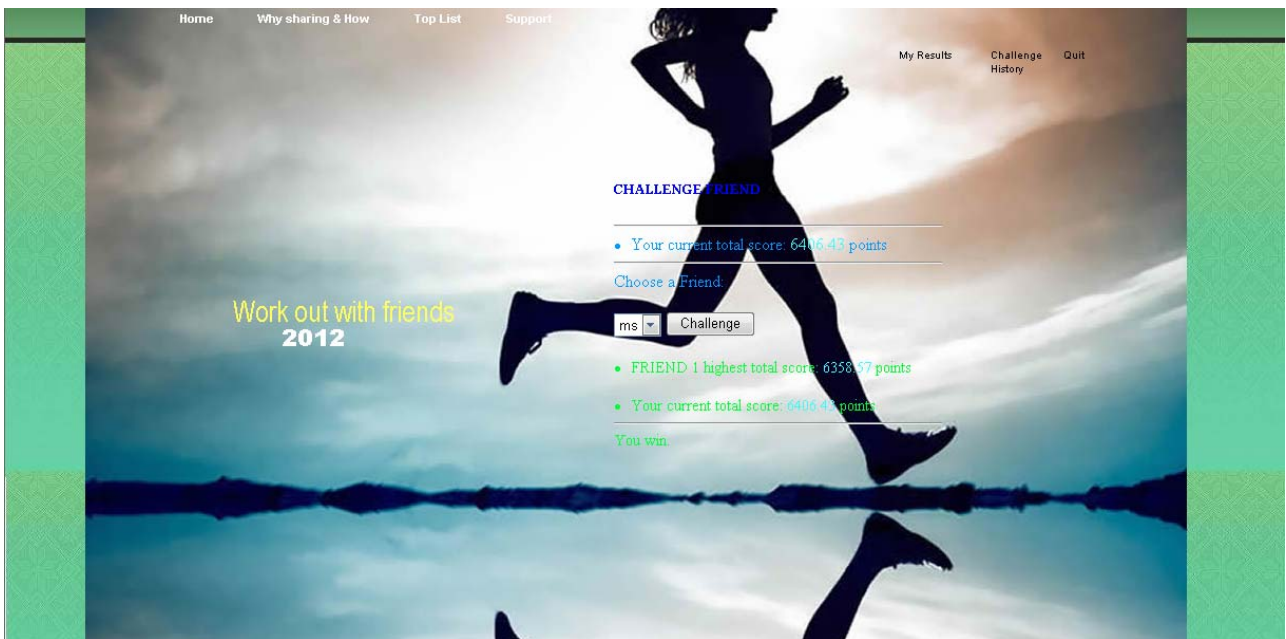 Home Why sharing & How Top List Support
My Results Challenge History Quit
CHALLENGE FRIEND
• Your current total score: 6406.43 points
Choose a Friend:
Work out with friends
2012
ms Challenge
• FRIEND 1 highest total score: 6358.57 points
• Your current total score: 6406.43 points
You win.